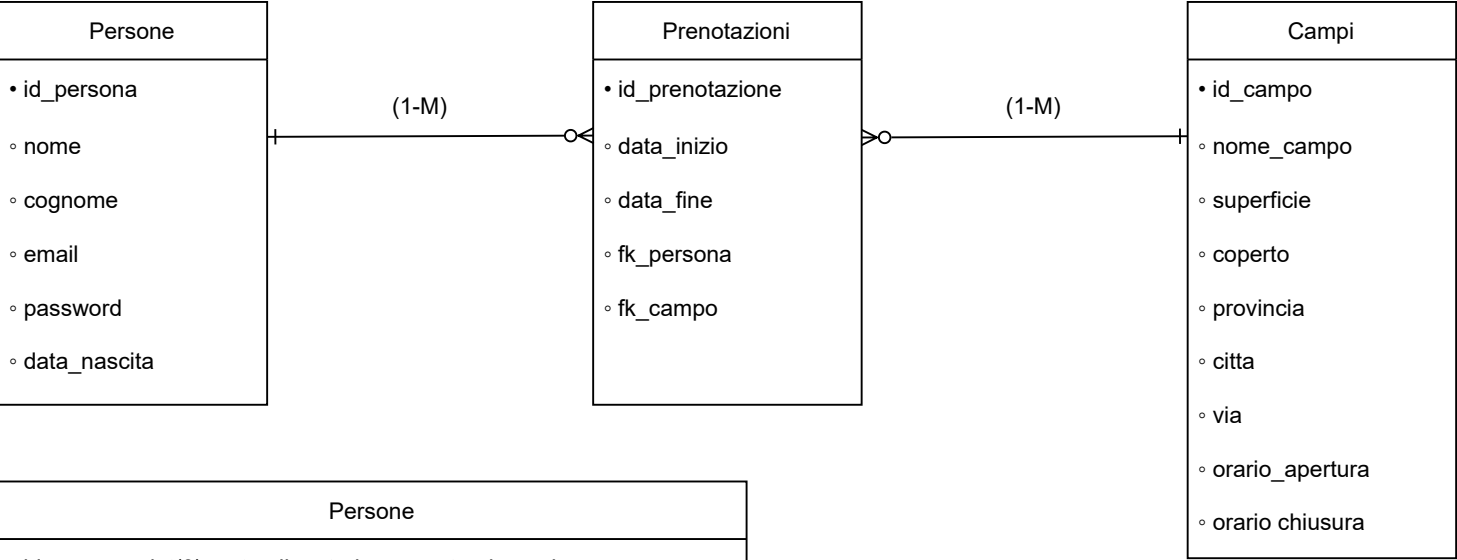 Persone
• id_persona
◦ nome
◦ cognome
◦ email
◦ password
◦ data_nascita
(1-M)
Prenotazioni
• id_prenotazione
◦ data_inizio
◦ data_fine
◦ fk_persona
◦ fk_campo
(1-M)
Campi
• id_campo
◦ nome_campo
◦ superficie
◦ coperto
◦ provincia
◦ citta
◦ via
◦ orario_apertura
◦ orario chiusura
Persone